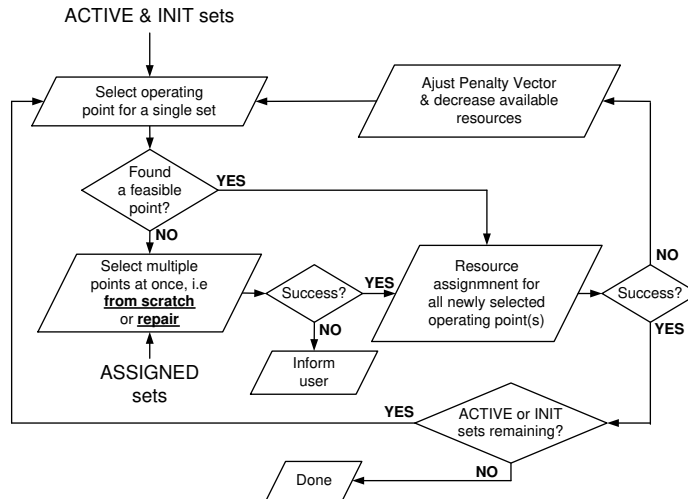 ACTIVE & INIT sets
Select operating
point for a single set
Ajust Penalty Vector
& decrease available
resources
Found
a feasible
point?
YES
NO
Select multiple
points at once, i.e
from scratch
or repair
Success?
YES
NO
Resource
assignmnent for
all newly selected
operating point(s)
NO
Success?
YES
Inform
user
ASSIGNED
sets
YES
ACTIVE or INIT
sets remaining?
NO
Done